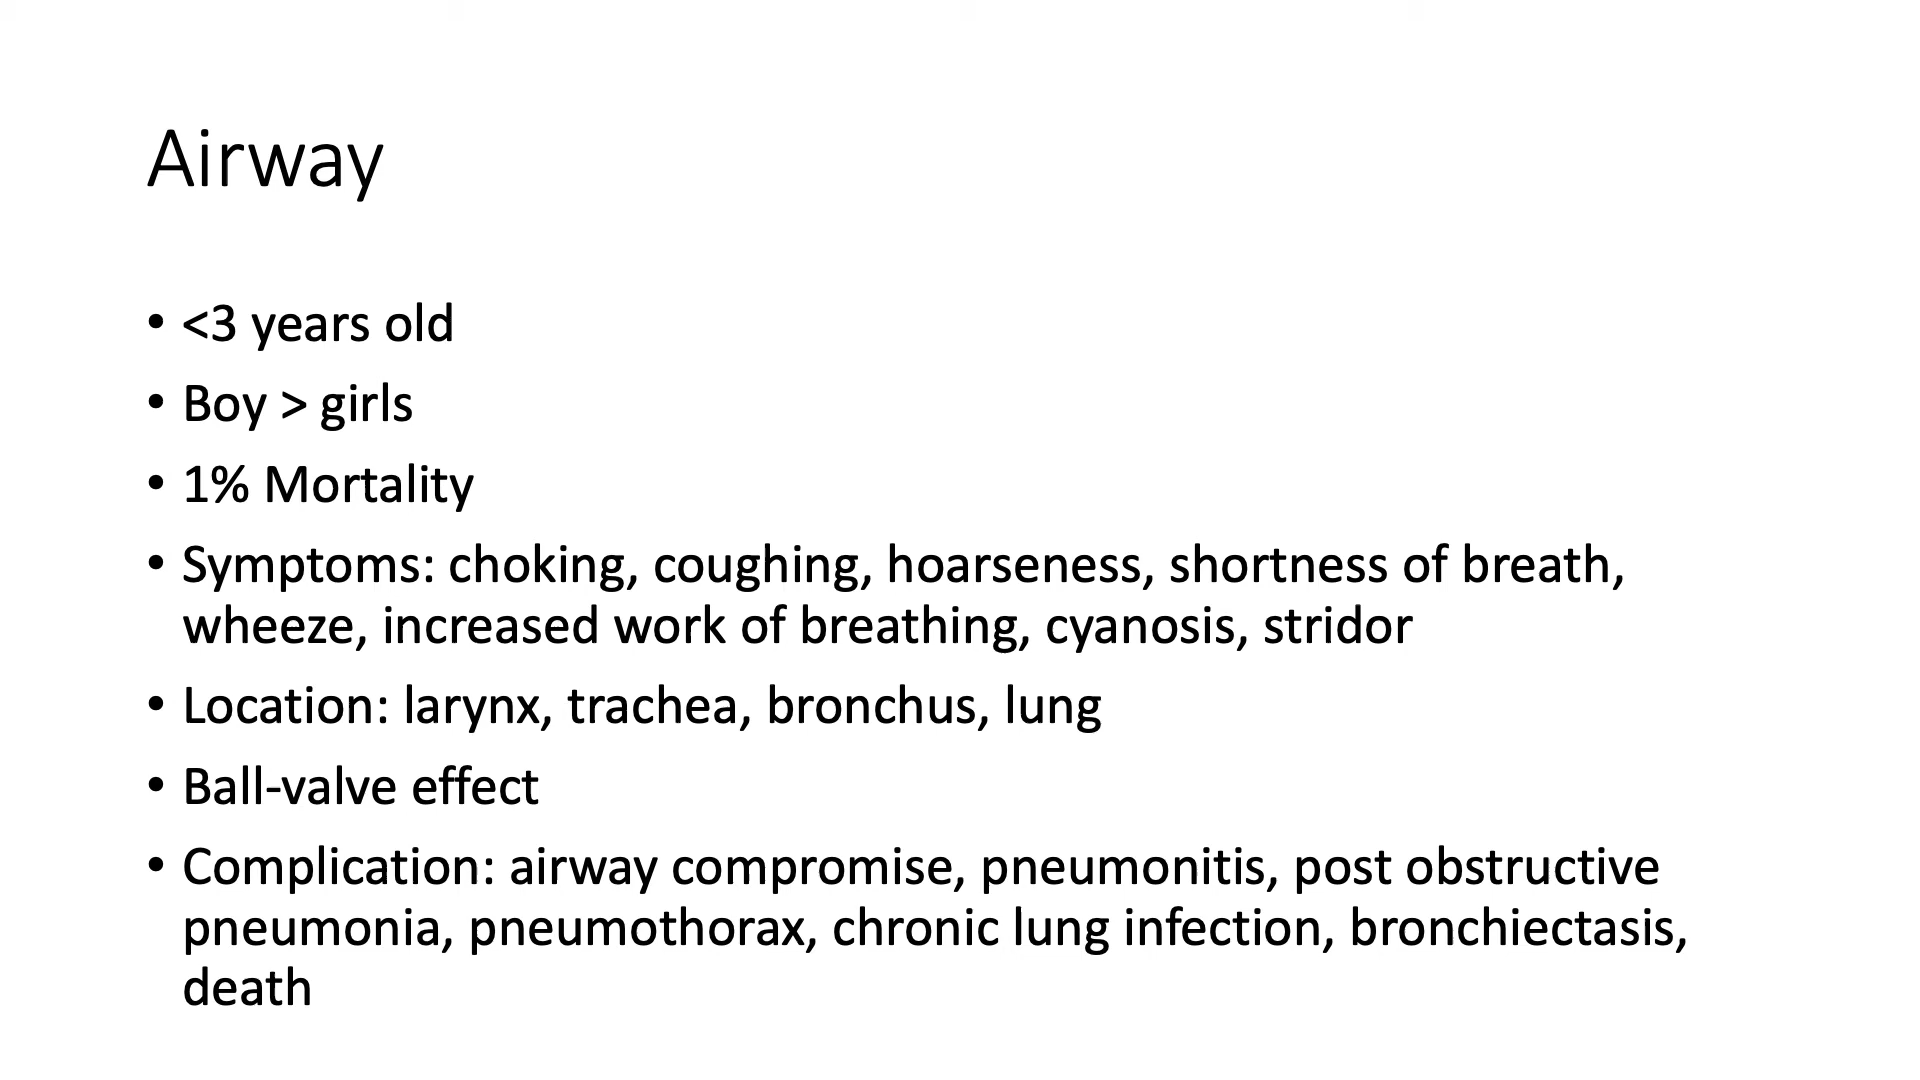 Airway
• <3 years old
• Boy > girls
• 1% Mortality
• Symptoms: choking, coughing, hoarseness, shortness of breath,
wheeze, increased work of breathing, cyanosis, stridor
• Location: larynx, trachea, bronchus, lung
• Ball-valve effect
• Complication: airway compromise, pneumonitis, post obstructive
pneumonia, pneumothorax, chronic lung infection, bronchiectasis,
death